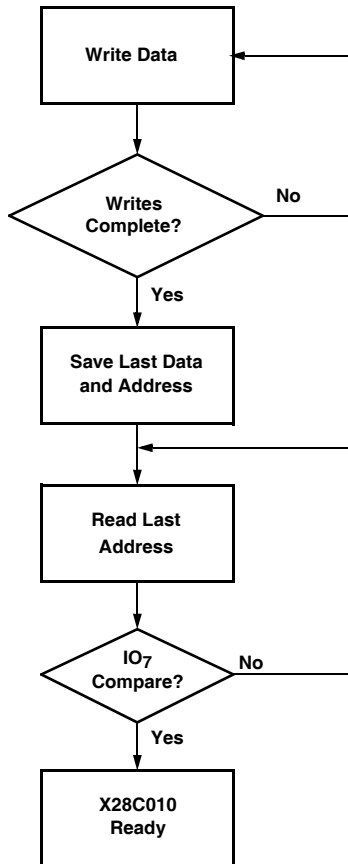 Write Data
Writes
Complete?
No
Yes
Save Last Data
and Address
Read Last
Address
IO7
Compare?
No
Yes
X28C010
Ready